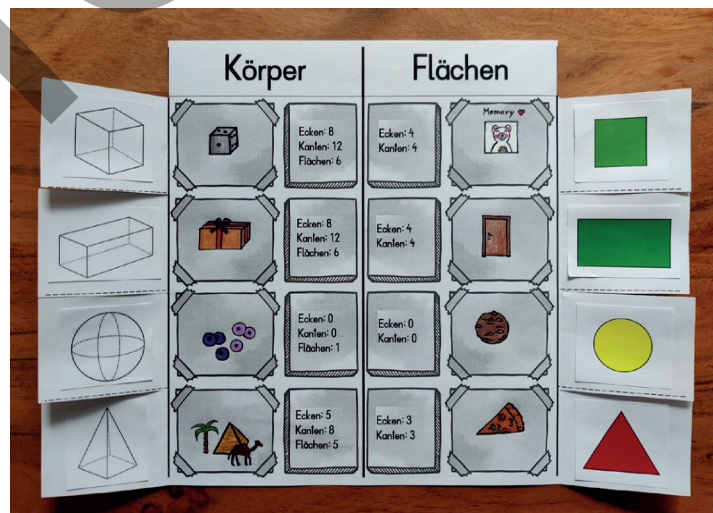 Körper
Flächen
Ecken: 8
Kanten: 12
Flächen: 6
Ecken: 4
Kanten: 4
Memory
Ecken: 8
Kanten: 12
Flächen: 6
Ecken: 4
Kanten: 4
Ecken: 0
Kanten: 0
Flächen: 1
Ecken: 0
Kanten: 0
Ecken: 5
Kanten: 8
Flächen: 5
Ecken: 3
Kanten: 3